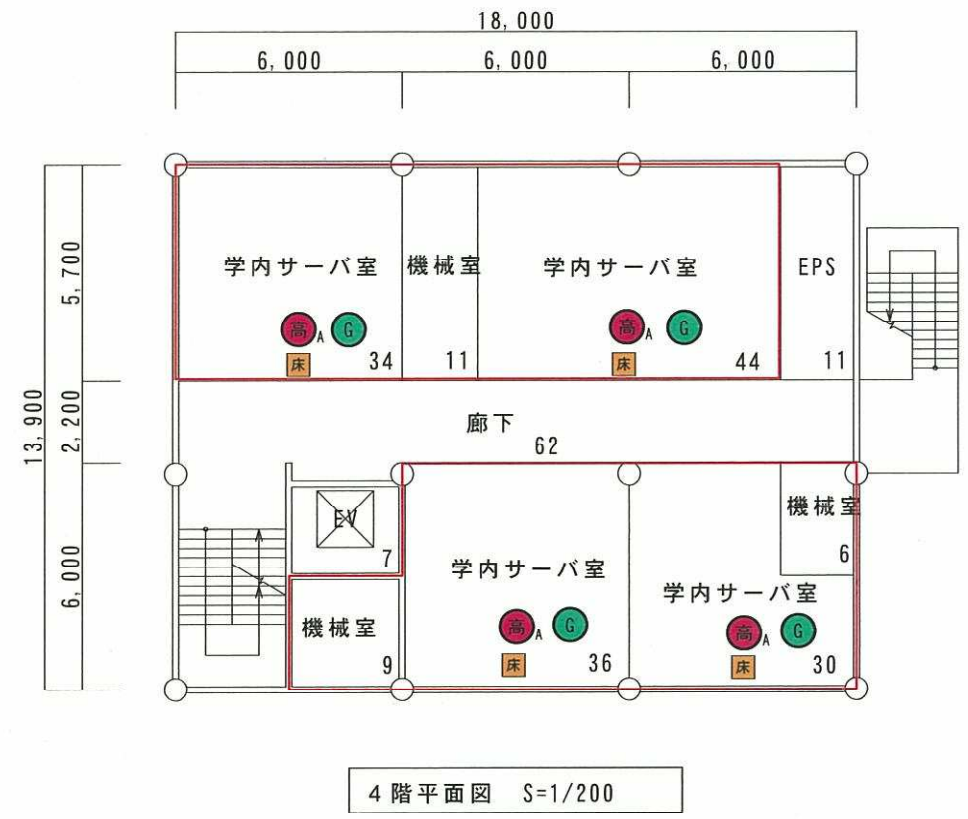 18,000
6,000 6,000 6,000
13,900
5,700
2,200
6,000
学内サーバ室
高A G
床
34
機械室
11
学内サーバ室
高A G
床
44
EPS
11
廊下
62
EV
7
機械室
9
学内サーバ室
高A G
床
36
機械室
6
学内サーバ室
高A G
床
30
4階平面図 S=1/200